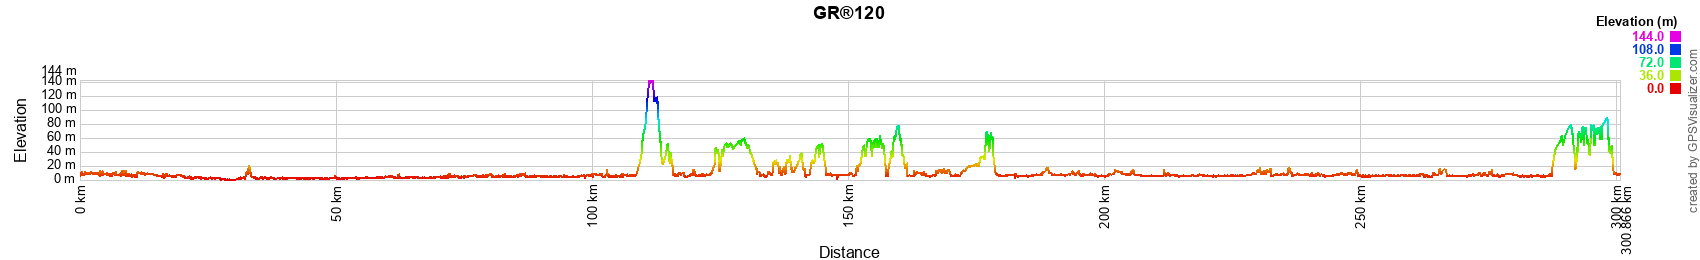 GR®120
Elevation (m)
144.0
108.0
72.0
36.0
0.0
144 m
140 m
120 m
100 m
80 m
60 m
40 m
20 m
0 m
Elevation
0 km
50 km
100 km
150 km
200 km
250 km
300 km
300.866 km
Distance
created by GPSVisualizer.com